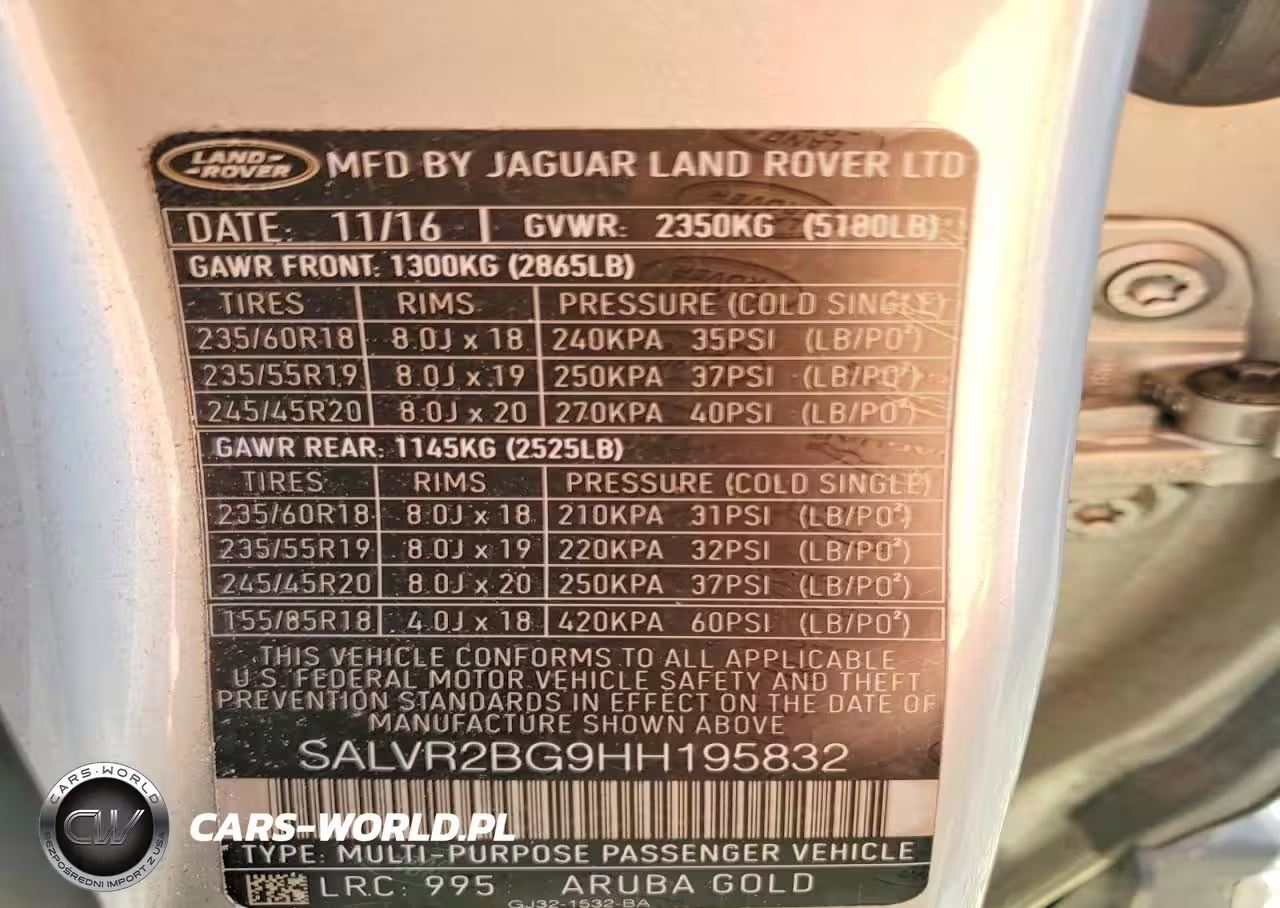 LAND-ROVER MFD BY JAGUAR LAND ROVER LTD
DATE: 11/16 GVWR: 2350KG (5180LB)
GAWR FRONT: 1300KG (2865LB)
TIRES RIMS PRESSURE (COLD SINGLE)
235/60R18 8.0J x 18 240KPA 35PSI (LB/PO²)
235/55R19 8.0J x 19 250KPA 37PSI (LB/PO²)
245/45R20 8.0J x 20 270KPA 40PSI (LB/PO²)
GAWR REAR: 1145KG (2525LB)
TIRES RIMS PRESSURE (COLD SINGLE)
235/60R18 8.0J x 18 210KPA 31PSI (LB/PO²)
235/55R19 8.0J x 19 220KPA 32PSI (LB/PO²)
245/45R20 8.0J x 20 250KPA 37PSI (LB/PO²)
155/85R18 4.0J x 18 420KPA 60PSI (LB/PO²)
THIS VEHICLE CONFORMS TO ALL APPLICABLE
U.S. FEDERAL MOTOR VEHICLE SAFETY AND THEFT
PREVENTION STANDARDS IN EFFECT ON THE DATE OF
MANUFACTURE SHOWN ABOVE
SALVR2BG9HH195832
CARS-WORLD
CW
BEZPOŚREDNI IMPORT Z USA
CARS-WORLD.PL
TYPE: MULTI-PURPOSE PASSENGER VEHICLE
LRC: 995 ARUBA GOLD
GJ32-1532-BA